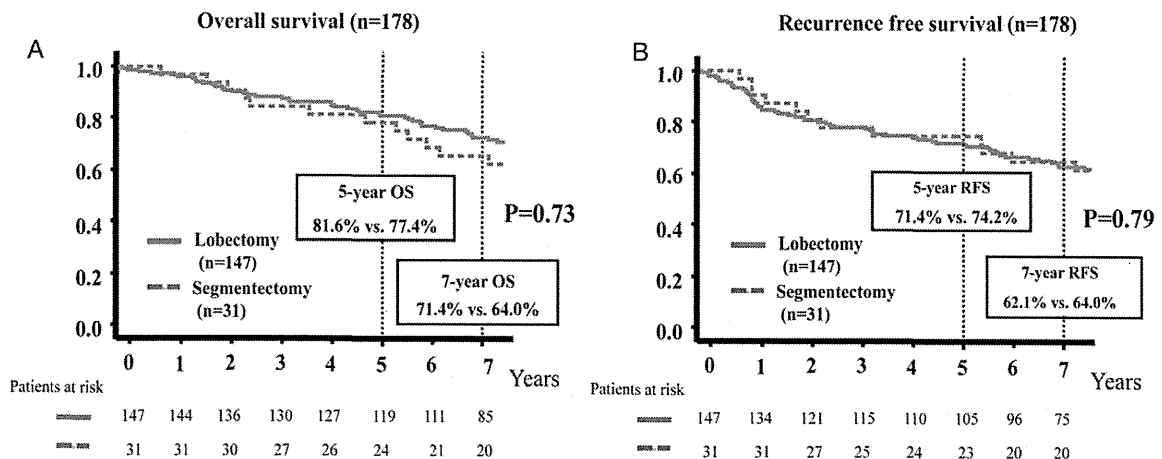 Overall survival (n=178)
A
1.0
0.8
0.6
0.4
0.2
0.0
5-year OS
81.6% vs. 77.4%
P=0.73
Lobectomy
(n=147)
Segmentectomy
(n=31)
7-year OS
71.4% vs. 64.0%
0 1 2 3 4 5 6 7
Years
Patients at risk
147 144 136 130 127 119 111 85
31 31 30 27 26 24 21 20
Recurrence free survival (n=178)
B
1.0
0.8
0.6
0.4
0.2
0.0
5-year RFS
71.4% vs. 74.2%
P=0.79
Lobectomy
(n=147)
Segmentectomy
(n=31)
7-year RFS
62.1% vs. 64.0%
0 1 2 3 4 5 6 7
Years
Patients at risk
147 134 121 115 110 105 96 75
31 31 27 25 24 23 20 20